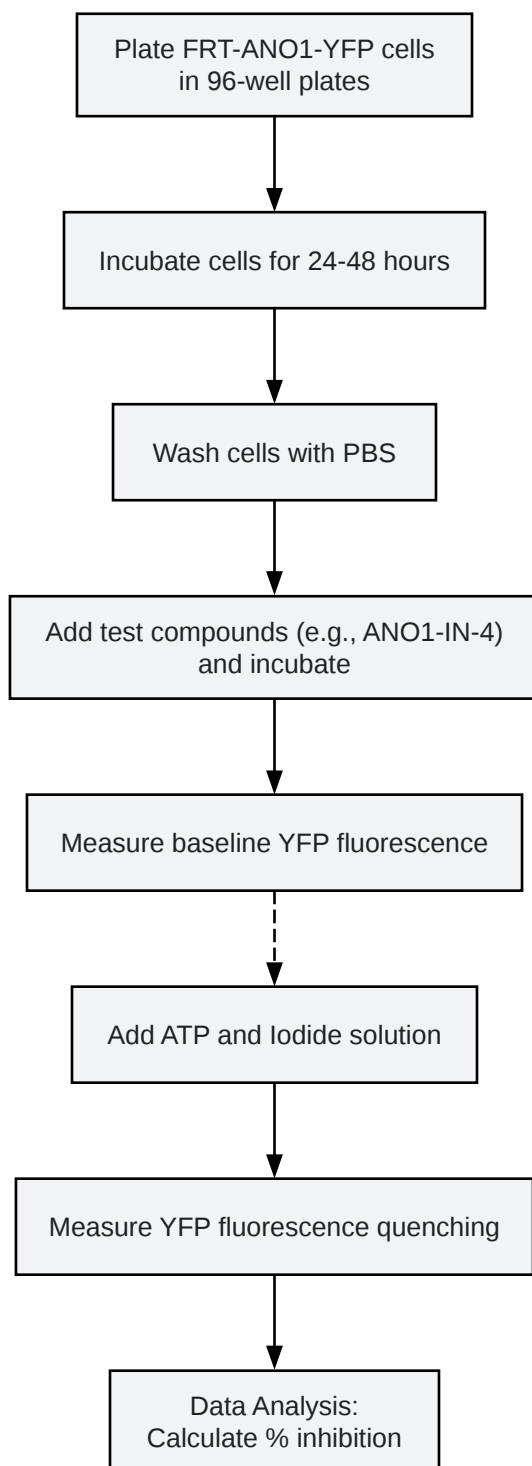 Plate FRT-ANO1-YFP cells
in 96-well plates
Incubate cells for 24-48 hours
Wash cells with PBS
Add test compounds (e.g., ANO1-IN-4)
and incubate
Measure baseline YFP fluorescence
Add ATP and Iodide solution
Measure YFP fluorescence quenching
Data Analysis:
Calculate % inhibition